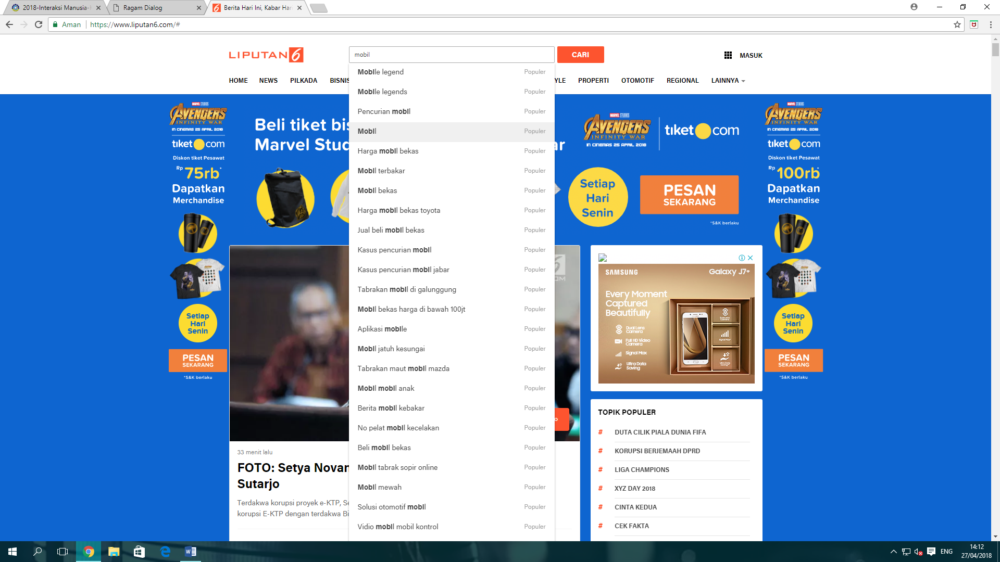 2018-Interaksi Manusia-
Ragam Dialog
Berita Hari Ini, Kabar Har
Aman
https://www.liputan6.com/#
LIPUTAN6
mobil
CARI
MASUK
HOME
NEWS
PILKADA
BISNIS
YLE
PROPERTI
OTOMOTIF
REGIONAL
LAINNYA
Mobile legend Populer
Mobile legends Populer
Pencurian mobil Populer
Mobil Populer
Harga mobil bekas Populer
Mobil terbakar Populer
Mobil bekas Populer
Harga mobil bekas toyota Populer
Jual beli mobil bekas Populer
Kasus pencurian mobil Populer
Kasus pencurian mobil jabar Populer
Tabrakan mobil di galunggung Populer
Mobil bekas harga di bawah 100jt Populer
Aplikasi mobile Populer
Mobil jatuh kesungai Populer
Tabrakan maut mobil mazda Populer
Mobil mobil anak Populer
Berita mobil kebakar Populer
No pelat mobil kecelakan Populer
Beli mobil bekas Populer
Mobil tabrak sopir online Populer
Mobil mewah Populer
Solusi otomotif mobil Populer
Vidio mobil mobil kontrol Populer
MARVEL STUDIOS
AVENGERS
INFINITY WAR
IN CINEMAS 25 APRIL 2018
tiket.com
Diskon tiket Pesawat
Rp 75rb*
Dapatkan
Merchandise
Setiap
Hari
Senin
PESAN
SEKARANG
*S&K berlaku
Beli tiket bis
Marvel Stud
ar
MARVEL STUDIOS
AVENGERS
INFINITY WAR
IN CINEMAS 25 APRIL 2018
tiket.com
Setiap
Hari
Senin
PESAN
SEKARANG
*S&K berlaku
MARVEL STUDIOS
AVENGERS
INFINITY WAR
IN CINEMAS 25 APRIL 2018
tiket.com
Diskon tiket Pesawat
Rp 100rb*
Dapatkan
Merchandise
Setiap
Hari
Senin
PESAN
SEKARANG
*S&K berlaku
6
OM
o
33 menit lalu
FOTO: Setya Novan
Sutarjo
Terdakwa korupsi proyek e-KTP, Se
korupsi E-KTP dengan terdakwa Bi
SAMSUNG
Galaxy J7+
Every Moment
Captured
Beautifully
Dual Lens
Camera
Full HD Video
Camera
Signal Max
Ultra Data
Saving
TOPIK POPULER
# DUTA CILIK PIALA DUNIA FIFA
# KORUPSI BERJEMAAH DPRD
# LIGA CHAMPIONS
# XYZ DAY 2018
# CINTA KEDUA
# CEK FAKTA
ENG
14:12
27/04/2018